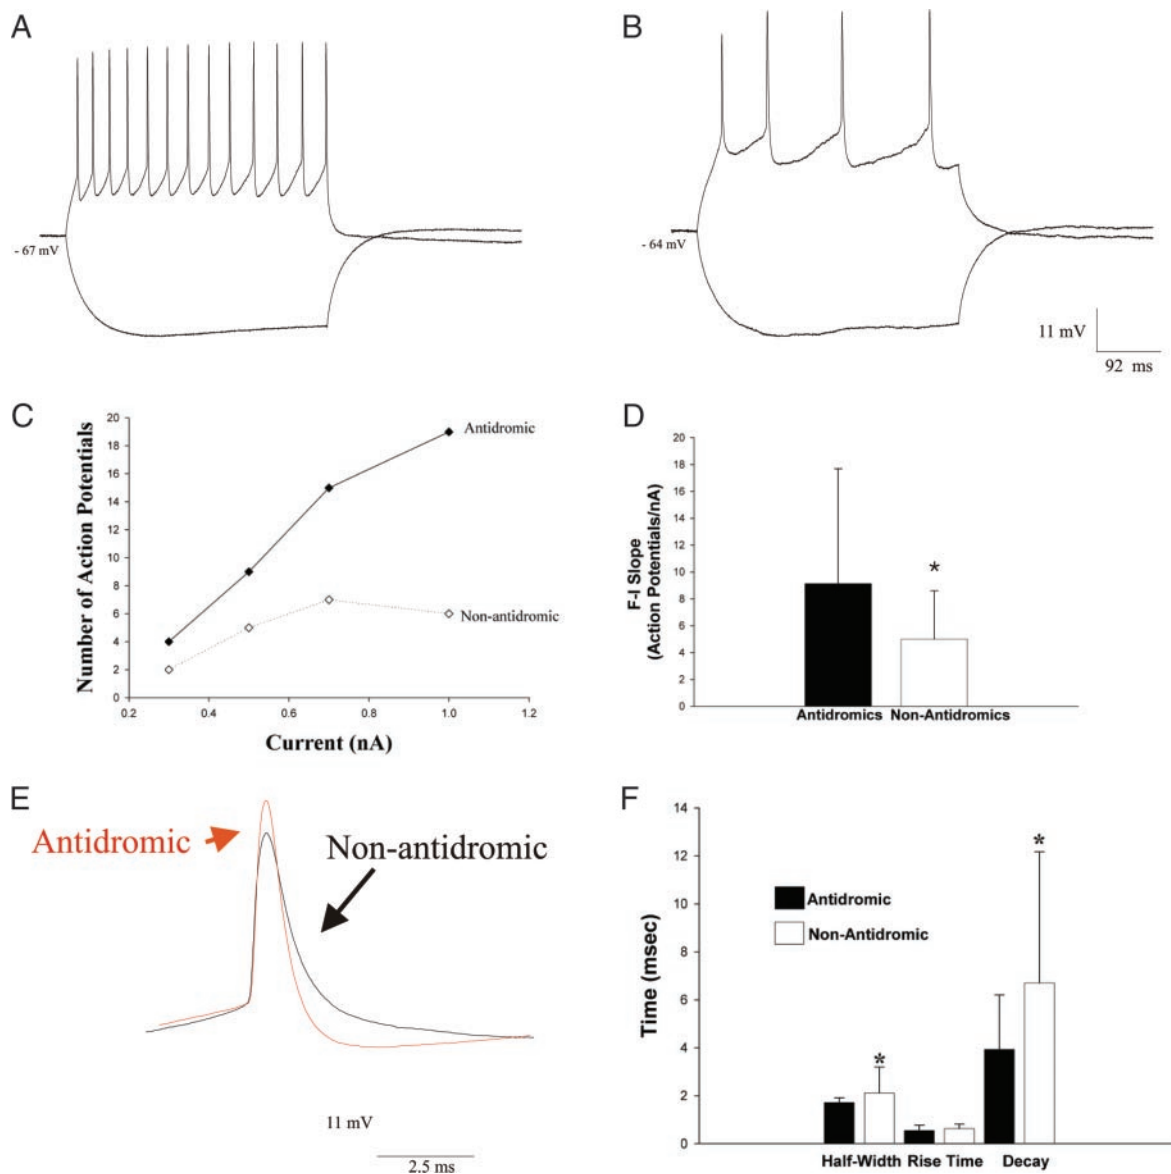 A
- 67 mV
B
- 64 mV
11 mV
92 ms
C
Number of Action Potentials
20
18
16
14
12
10
8
6
4
2
0
0.2
0.4
0.6
0.8
1.0
1.2
Current (nA)
Antidromic
Non-antidromic
D
F-I Slope
(Action Potentials/nA)
20
18
16
14
12
10
8
6
4
2
0
*
Antidromics
Non-Antidromics
E
Antidromic
Non-antidromic
11 mV
2.5 ms
F
Time (msec)
14
12
10
8
6
4
2
0
Antidromic
Non-Antidromic
*
*
Half-Width
Rise Time
Decay